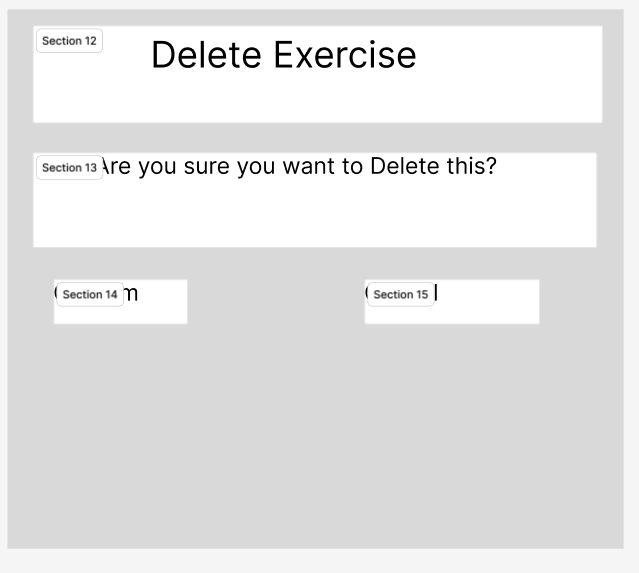 Section 12
Delete Exercise
Section 13
Are you sure you want to Delete this?
Section 14
Section 15